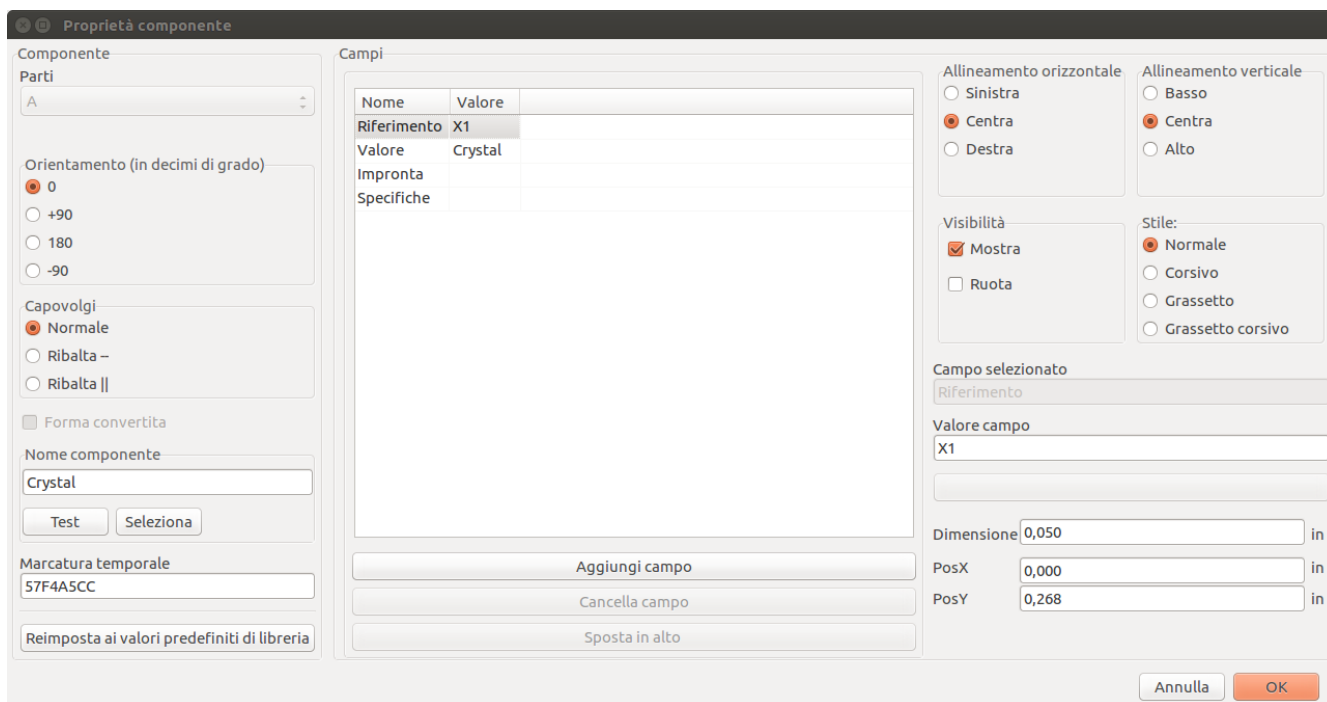 Proprietà componente
Componente
Parti
A
Orientamento (in decimi di grado)
0
+90
180
-90
Capovolgi
Normale
Ribalta --
Ribalta ||
Forma convertita
Nome componente
Crystal
Test
Seleziona
Marcatura temporale
57F4A5CC
Reimposta ai valori predefiniti di libreria
Campi
Nome Valore
Riferimento X1
Valore Crystal
Impronta
Specifiche
Aggiungi campo
Cancella campo
Sposta in alto
Allineamento orizzontale
Sinistra
Centra
Destra
Allineamento verticale
Basso
Centra
Alto
Visibilità
Mostra
Ruota
Stile:
Normale
Corsivo
Grassetto
Grassetto corsivo
Campo selezionato
Riferimento
Valore campo
X1
Dimensione 0,050 in
PosX 0,000 in
PosY 0,268 in
Annulla
OK